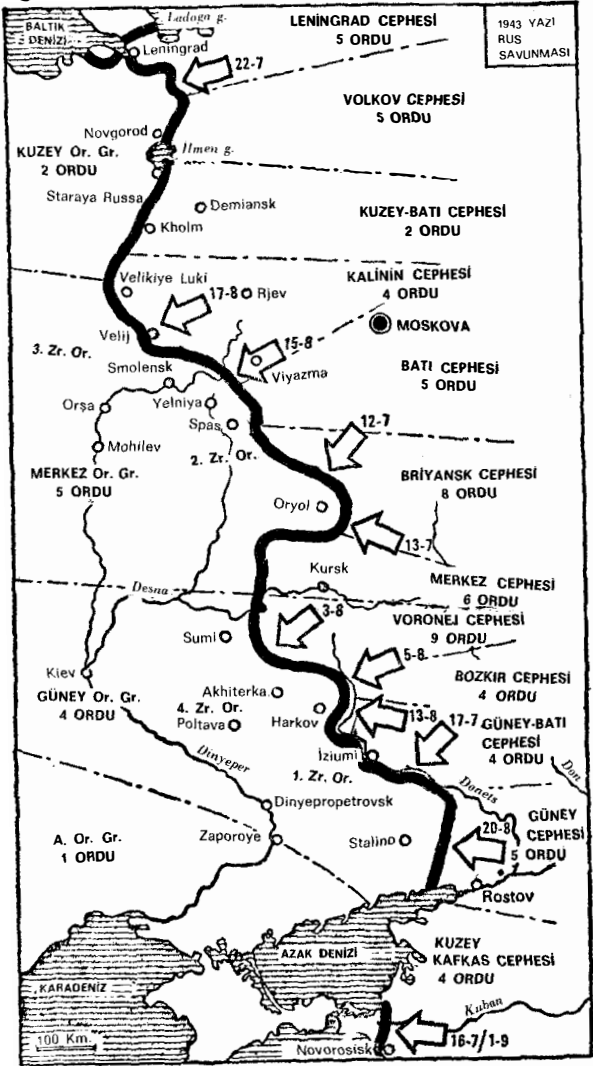 BALTIK
DENİZİ
Ladoga g.
LENİNGRAD CEPHESİ
5 ORDU
1943 YAZI
RUS
SAVUNMASI
Leningrad
22-7
VOLKOV CEPHESİ
5 ORDU
Novgorod
Ilmen g.
KUZEY Or. Gr.
2 ORDU
Staraya Russa
Demiansk
KUZEY-BATI CEPHESİ
2 ORDU
Kholm
Velikiye Luki
17-8
Rjev
KALİNİN CEPHESİ
4 ORDU
MOSKOVA
Velij
15-8
3. Zr. Or.
Viyazma
BATI CEPHESİ
5 ORDU
Smolensk
Orşa
Yelniya
Spas
12-7
Mohilev
2. Zr. Or.
MERKEZ Or. Gr.
5 ORDU
BRİYANSK CEPHESİ
8 ORDU
Oryol
13-7
Kursk
MERKEZ CEPHESİ
6 ORDU
Desna
3-8
VORONEJ CEPHESİ
9 ORDU
Sumi
5-8
Kiev
BOZKIR CEPHESİ
4 ORDU
GÜNEY Or. Gr.
4 ORDU
Akhiterka
4. Zr. Or.
Poltava
Harkov
13-8
17-7
GÜNEY-BATI
CEPHESİ
4 ORDU
İziumi
Dinyeper
1. Zr. Or.
Donets
Don
Dinyepropetrovsk
GÜNEY
CEPHESİ
5 ORDU
20-8
A. Or. Gr.
1 ORDU
Zaporoye
Stalino
Rostov
AZAK DENİZİ
KUZEY
KAFKAS CEPHESİ
4 ORDU
KARADENİZ
Kuban
100 Km.
Novorosisk
16-7/1-9